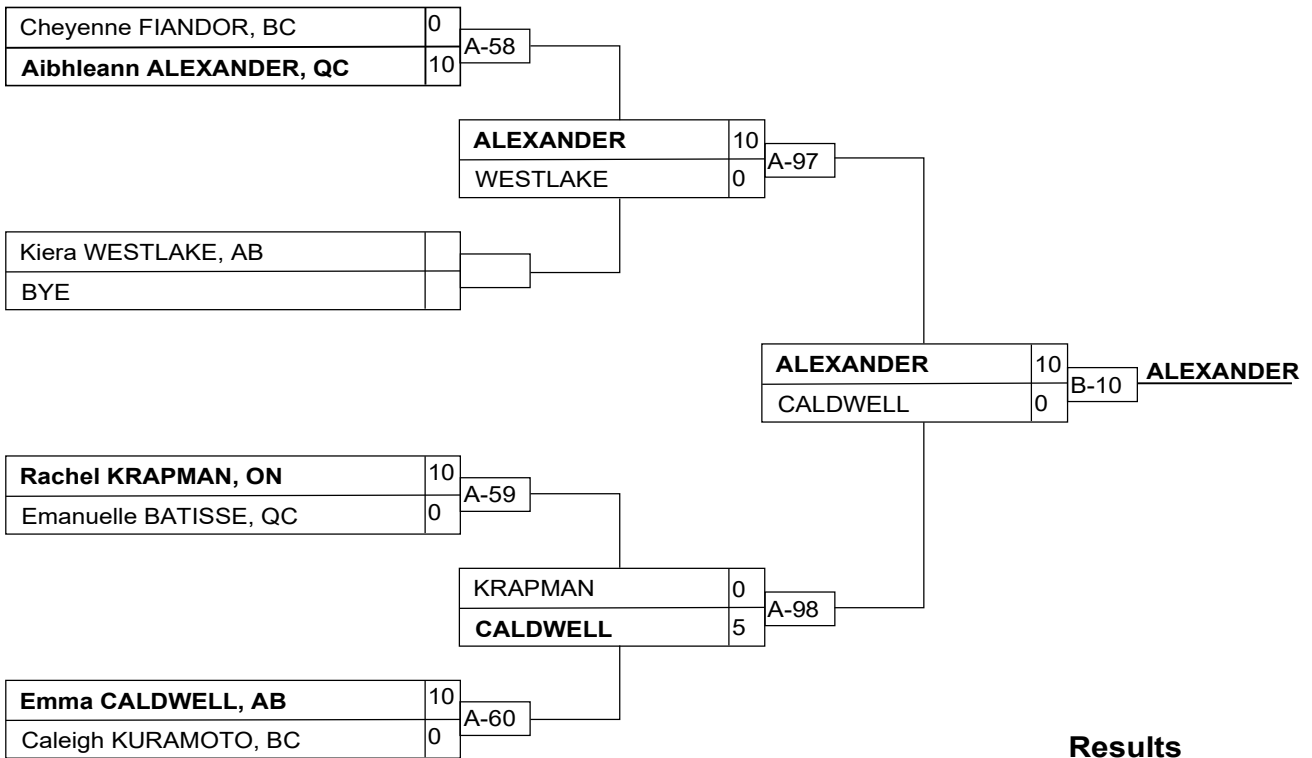 Cheyenne FIANDOR, BC 0
A-58
Aibhleann ALEXANDER, QC 10
ALEXANDER 10
A-97
WESTLAKE 0
Kiera WESTLAKE, AB
BYE
ALEXANDER 10
B-10
ALEXANDER
CALDWELL 0
Rachel KRAPMAN, ON 10
A-59
Emanuelle BATISSE, QC 0
KRAPMAN 0
A-98
CALDWELL 5
Emma CALDWELL, AB 10
A-60
Caleigh KURAMOTO, BC 0
Results